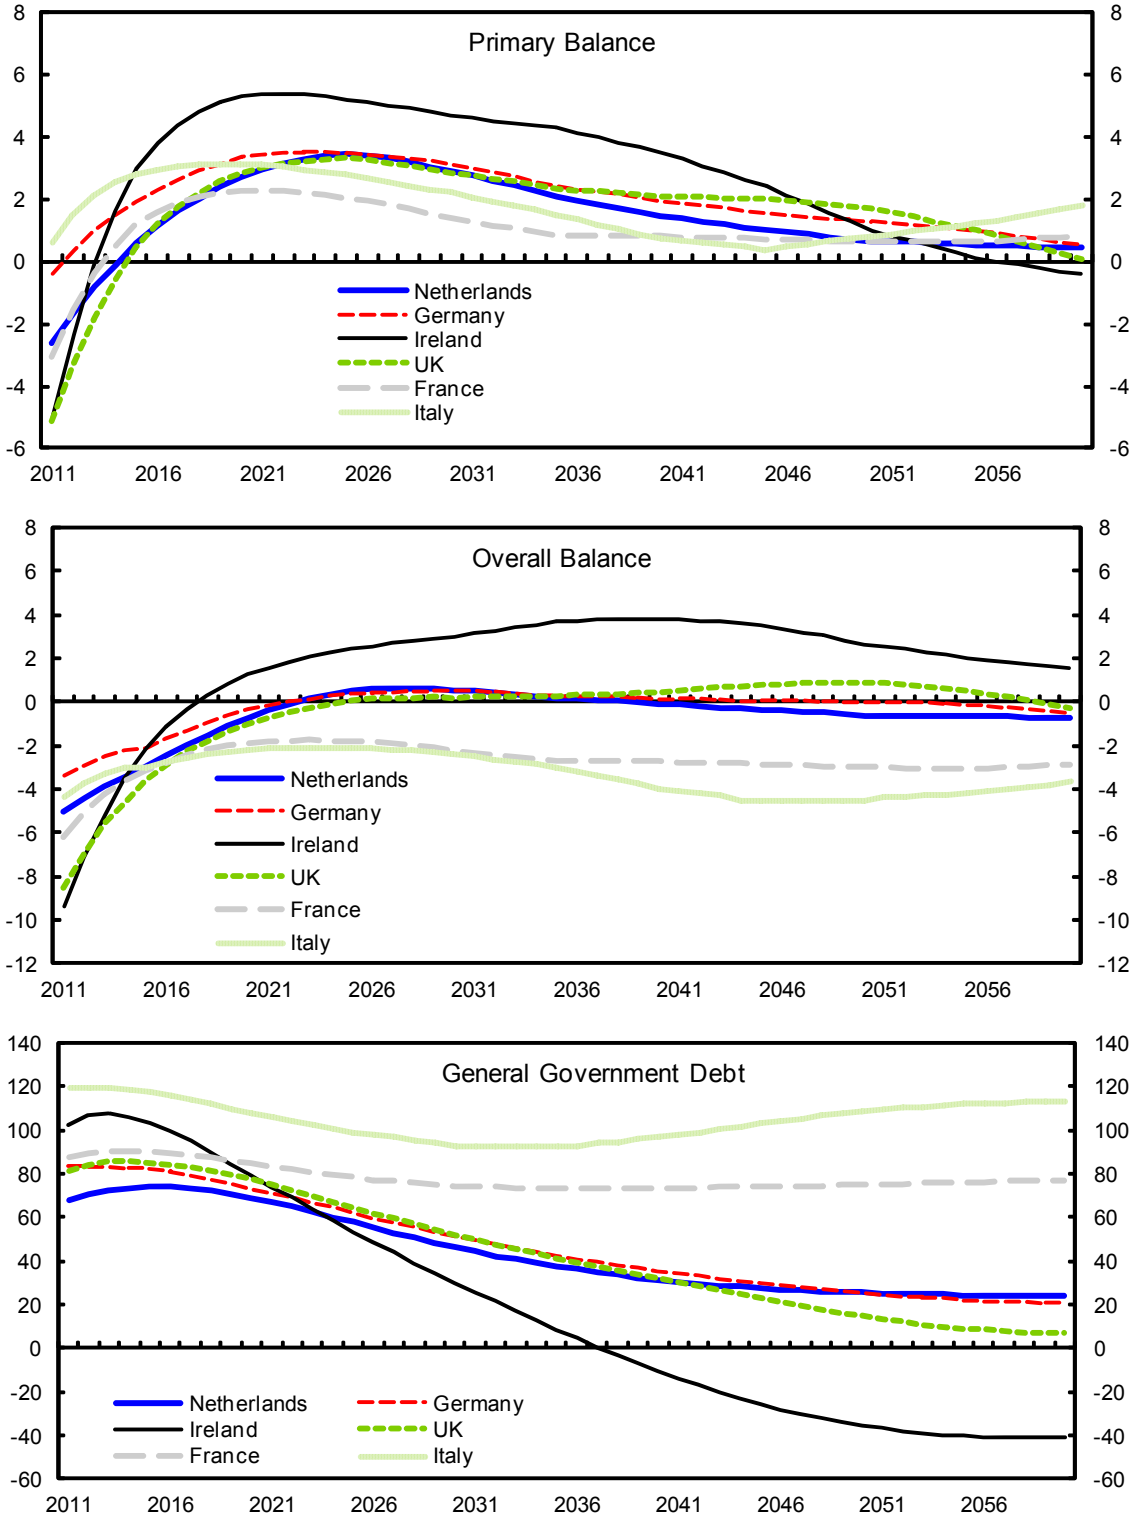 Primary Balance
8 8
6 6
4 4
2 2
0 0
-2 -2
-4 -4
-6 -6
Netherlands
Germany
Ireland
UK
France
Italy
2011 2016 2021 2026 2031 2036 2041 2046 2051 2056
Overall Balance
8 8
6 6
4 4
2 2
0 0
-2 -2
-4 -4
-6 -6
-8 -8
-10 -10
-12 -12
Netherlands
Germany
Ireland
UK
France
Italy
2011 2016 2021 2026 2031 2036 2041 2046 2051 2056
General Government Debt
140 140
120 120
100 100
80 80
60 60
40 40
20 20
0 0
-20 -20
-40 -40
-60 -60
Netherlands Germany
Ireland UK
France Italy
2011 2016 2021 2026 2031 2036 2041 2046 2051 2056